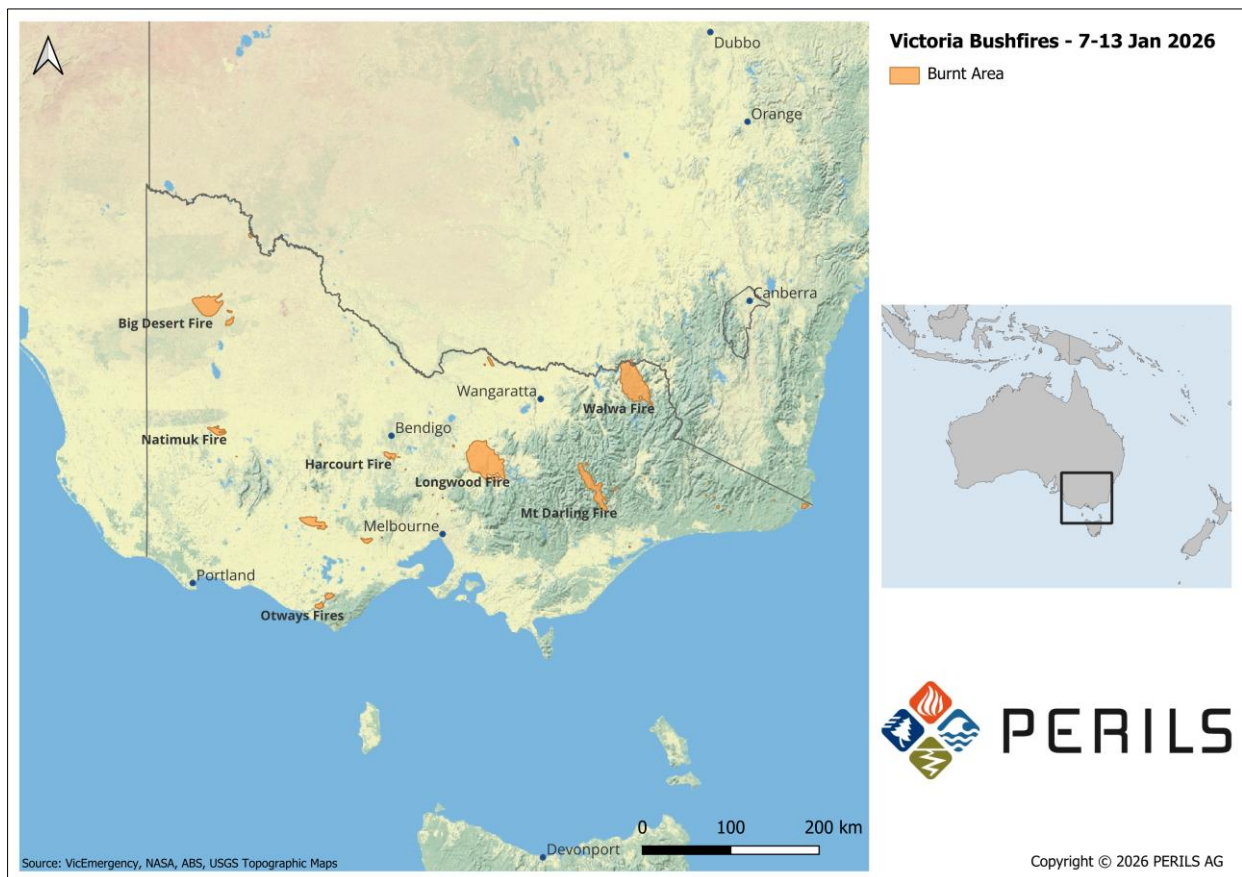 Victoria Bushfires - 7-13 Jan 2026
Burnt Area
Dubbo
Orange
Canberra
Big Desert Fire
Wangaratta
Walwa Fire
Natimuk Fire
Bendigo
Harcourt Fire
Longwood Fire
Mt Darling Fire
Melbourne
Portland
Otways Fires
PERILS
0 100 200 km
Devonport
Source: VicEmergency, NASA, ABS, USGS Topographic Maps
Copyright © 2026 PERILS AG